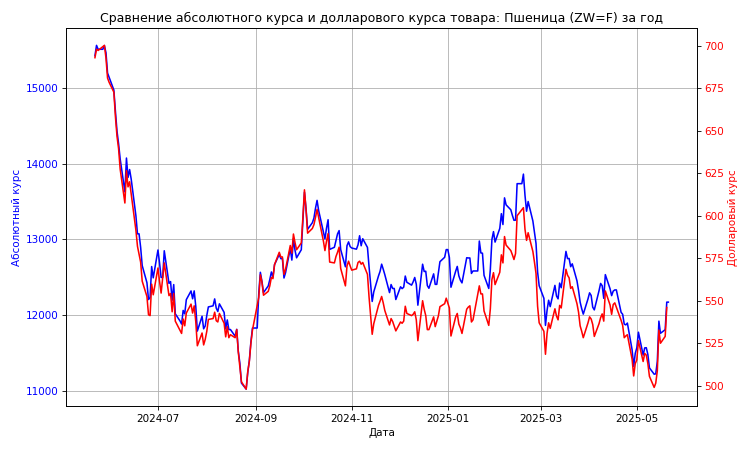 Сравнение абсолютного курса и долларового курса товара: Пшеница (ZW=F) за год
Абсолютный курс
15000
14000
13000
12000
11000
700
675
650
625
600
575
550
525
500
Долларовый курс
2024-07 2024-09 2024-11 2025-01 2025-03 2025-05
Дата